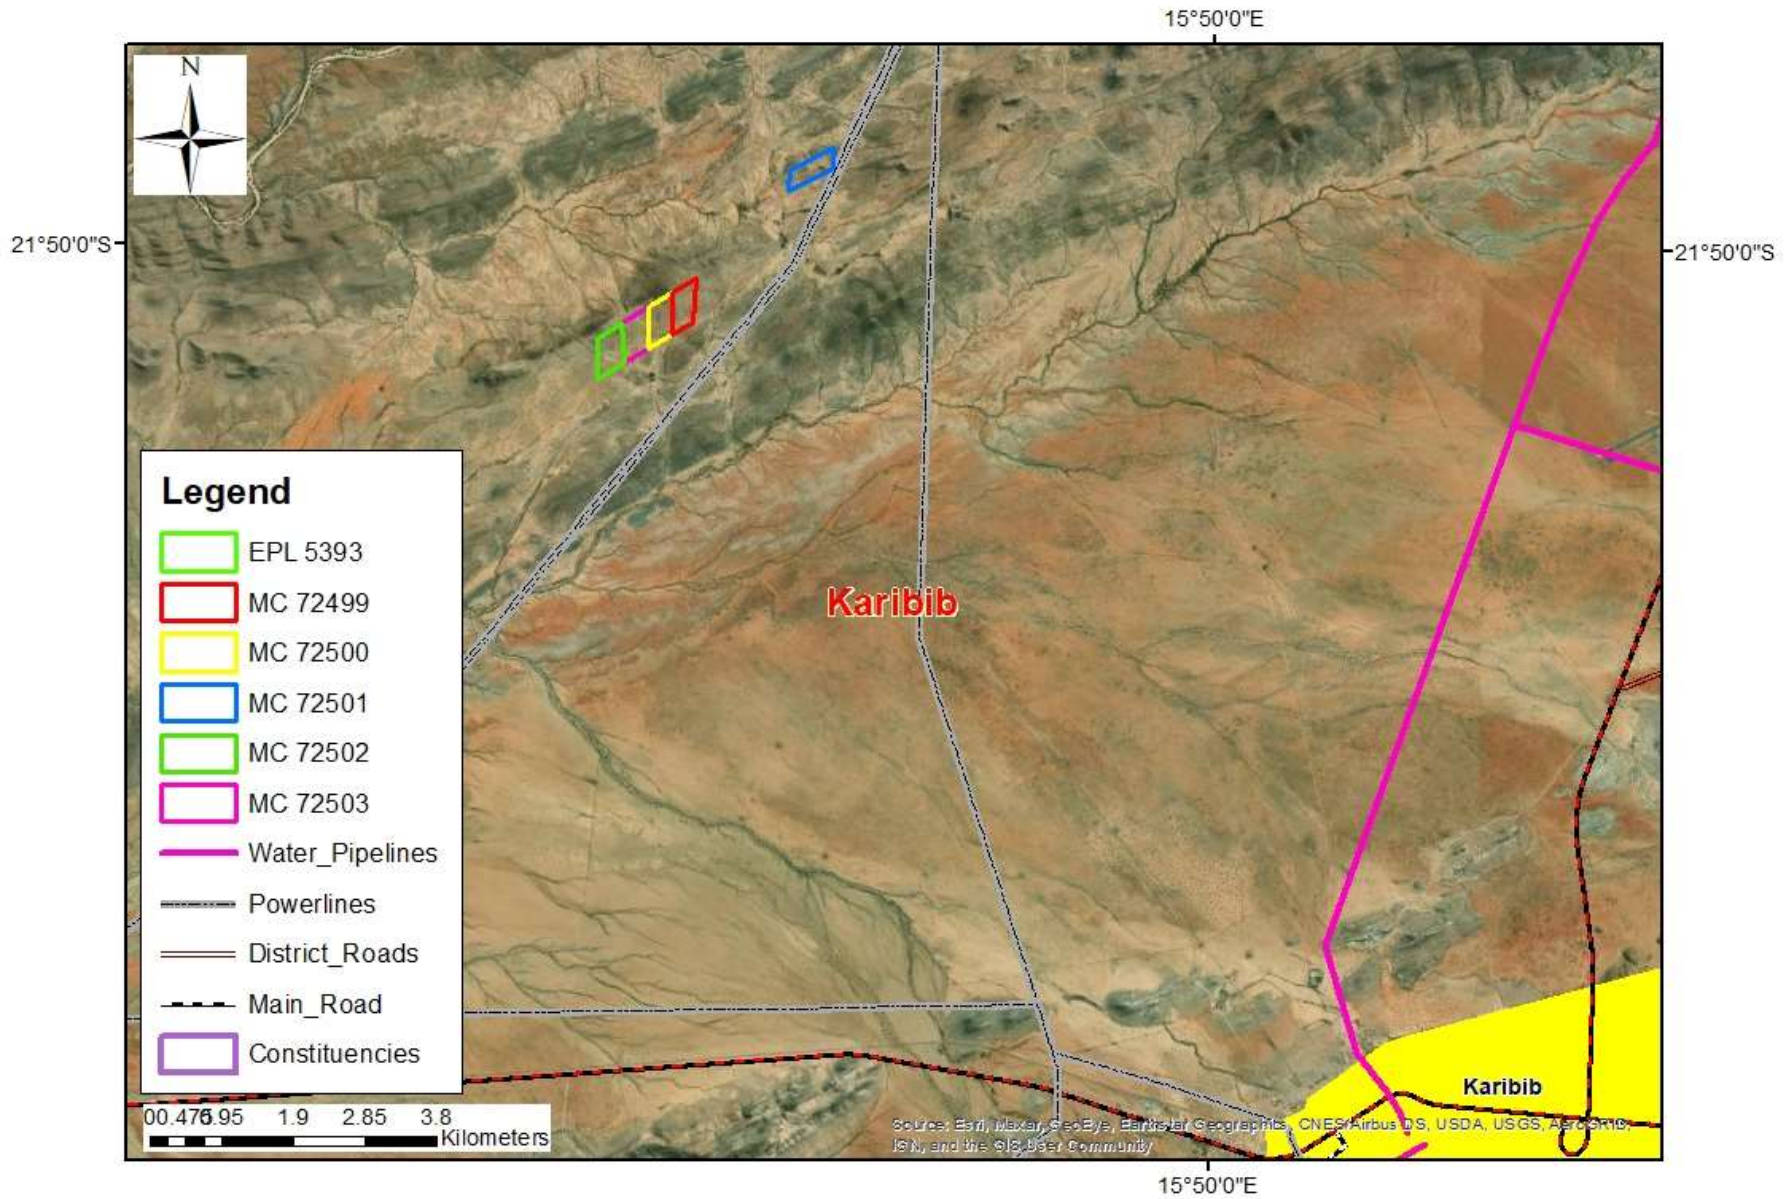 15°50'0"E
N
21°50'0"S
21°50'0"S
Legend
EPL 5393
MC 72499
MC 72500
MC 72501
MC 72502
MC 72503
Water_Pipelines
Powerlines
District_Roads
Main_Road
Constituencies
Karibib
Karibib
00.4750.95 1.9 2.85 3.8
Kilometers
Source: Esri, Maxar, GeoEye, Earthstar Geographics, CNES/Airbus DS, USDA, USGS, AeroGRID,
IGN, and the GIS User Community
15°50'0"E